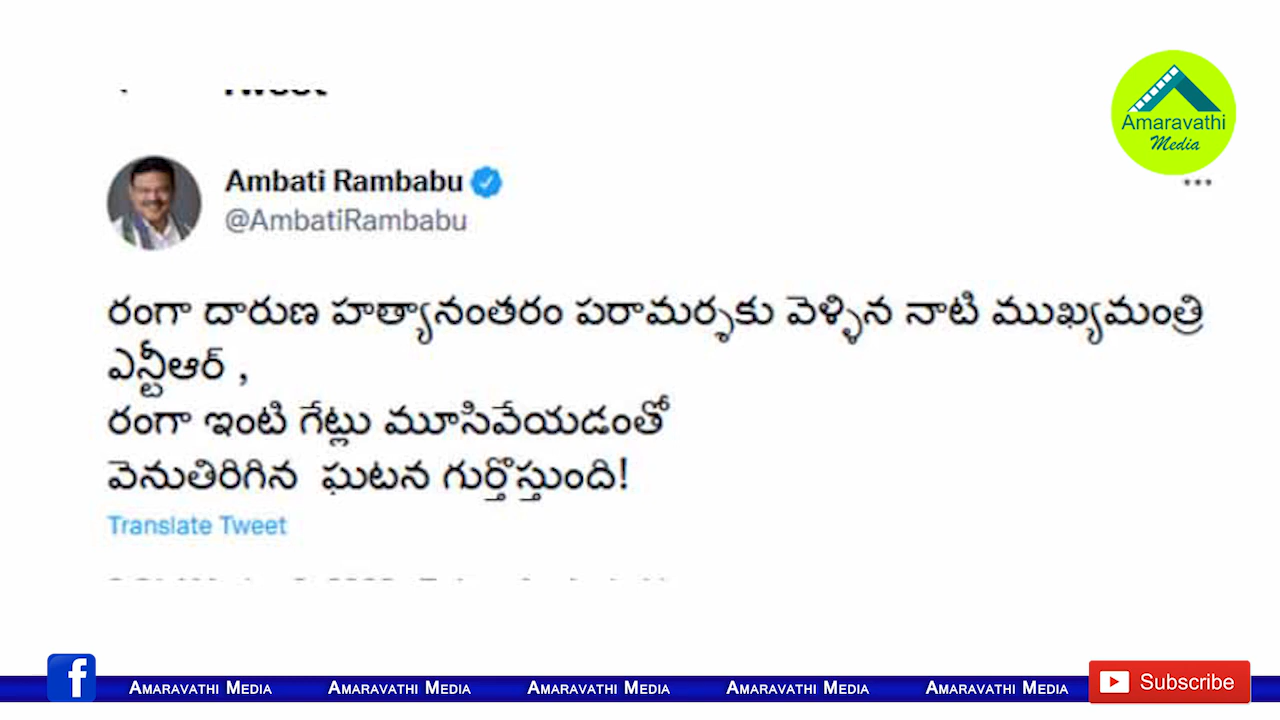 Tweet
Amaravathi
Media
Ambati Rambabu
@AmbatiRambabu
రంగా దారుణ హత్యానంతరం పరామర్శకు వెళ్ళిన నాటి ముఖ్యమంత్రి
ఎన్టీఆర్ ,
రంగా ఇంటి గేట్లు మూసివేయడంతో
వెనుతిరిగిన ఘటన గుర్తొస్తుంది!
Translate Tweet
f AMARAVATHI MEDIA AMARAVATHI MEDIA AMARAVATHI MEDIA AMARAVATHI MEDIA AMARAVATHI MEDIA Subscribe